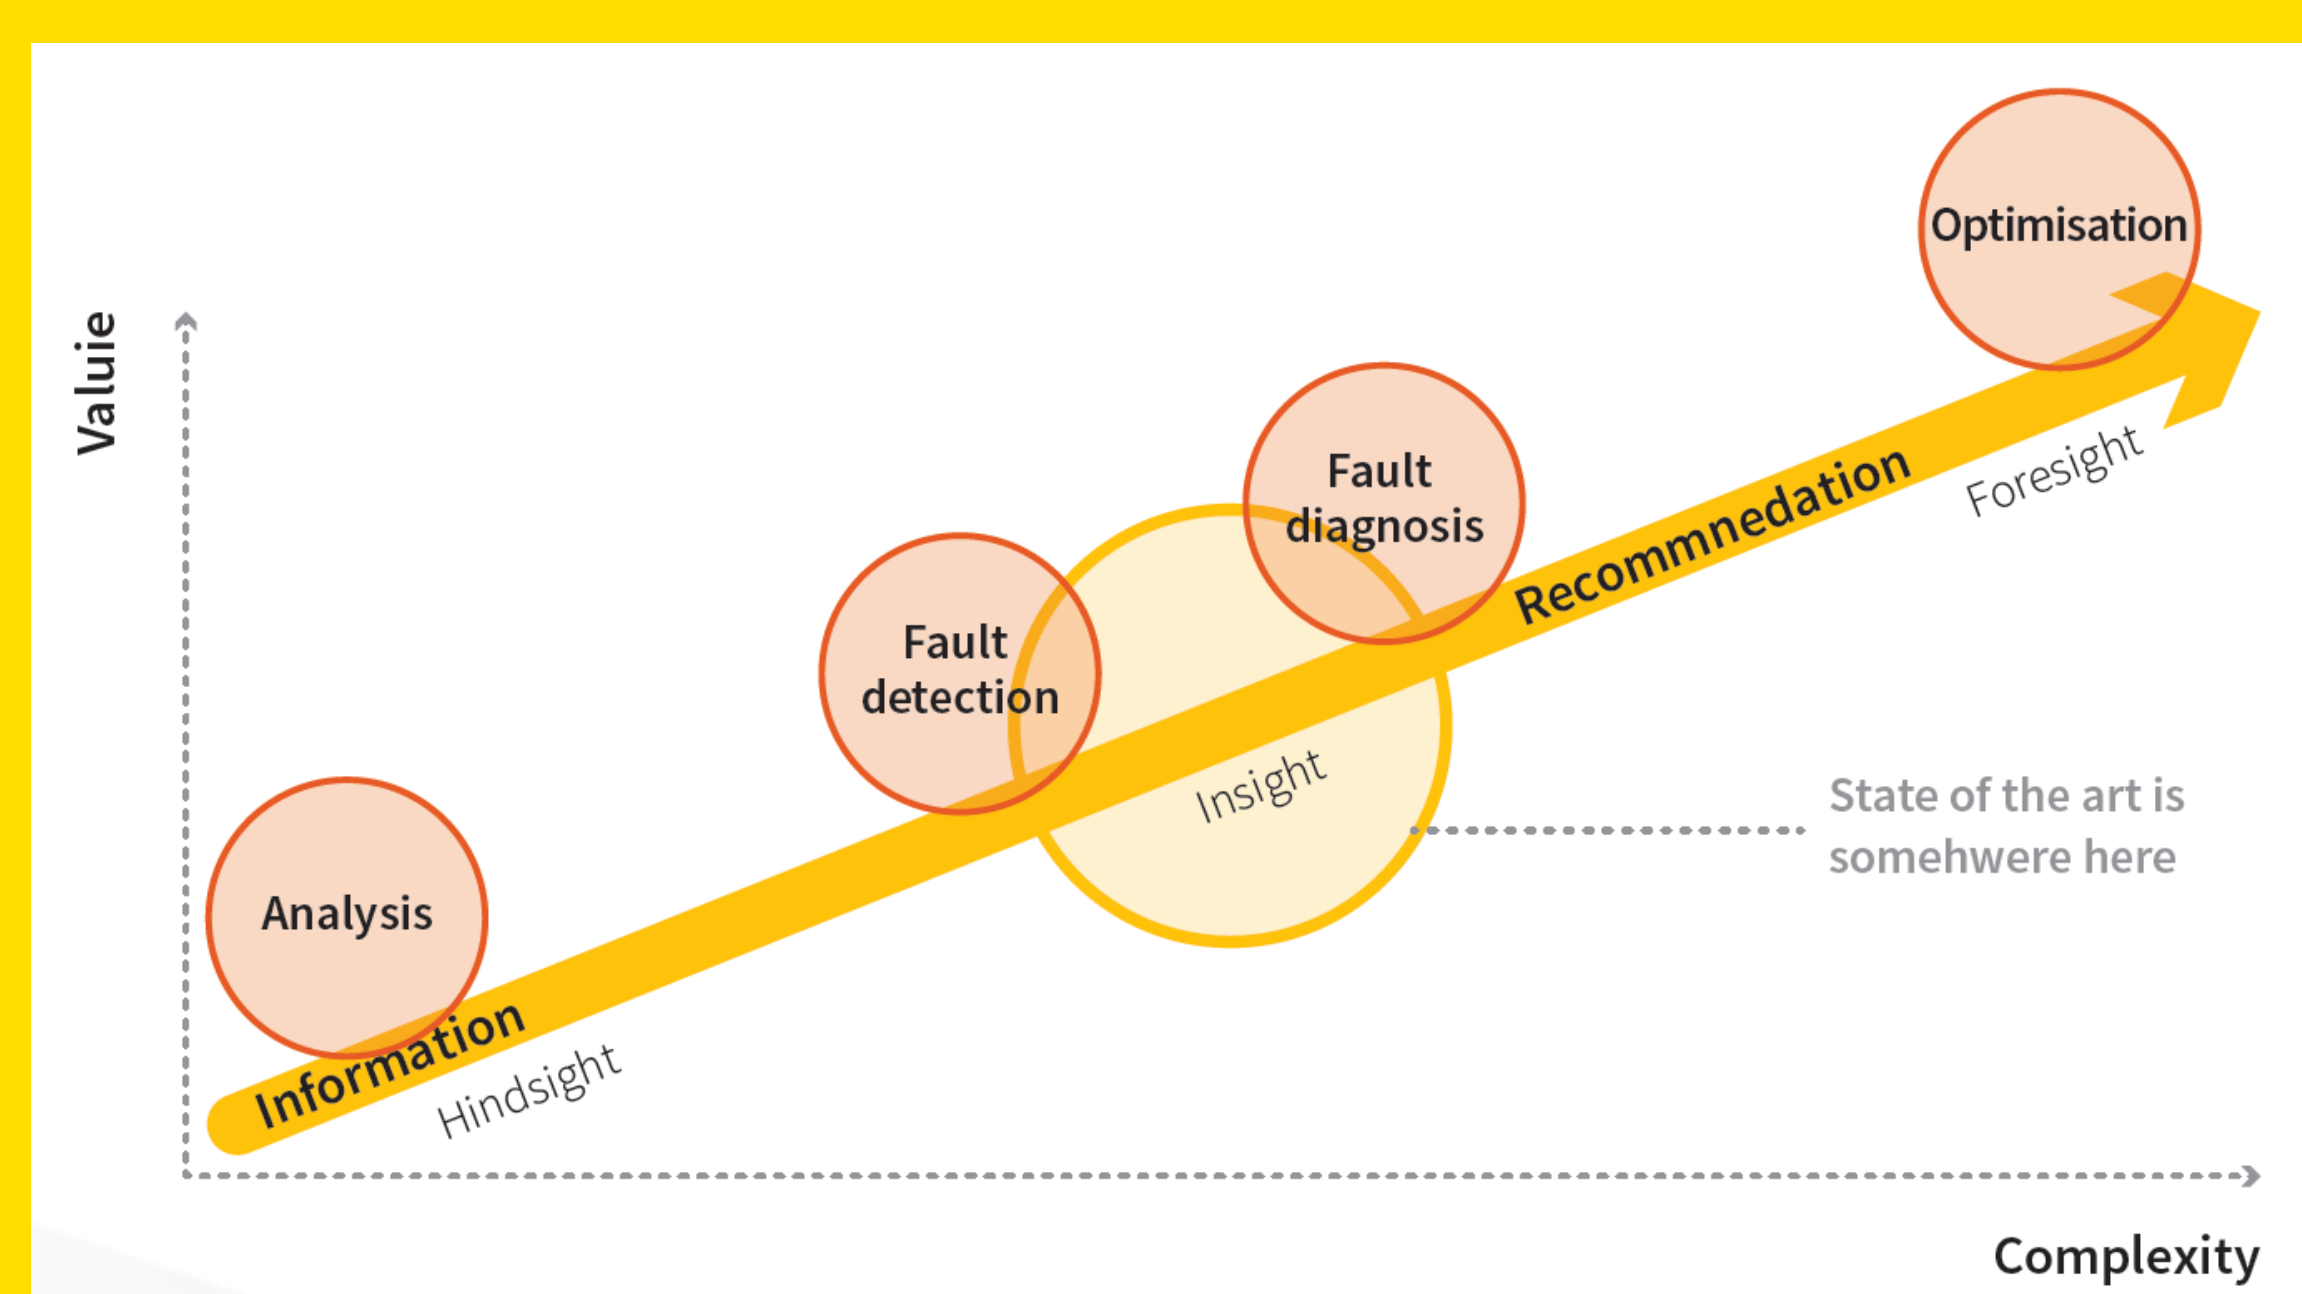 Optimisation
Valuie
Fault
diagnosis
Recommnedation
Foresight
Fault
detection
Insight
State of the art is
somehwere here
Analysis
Information
Hindsight
Complexity